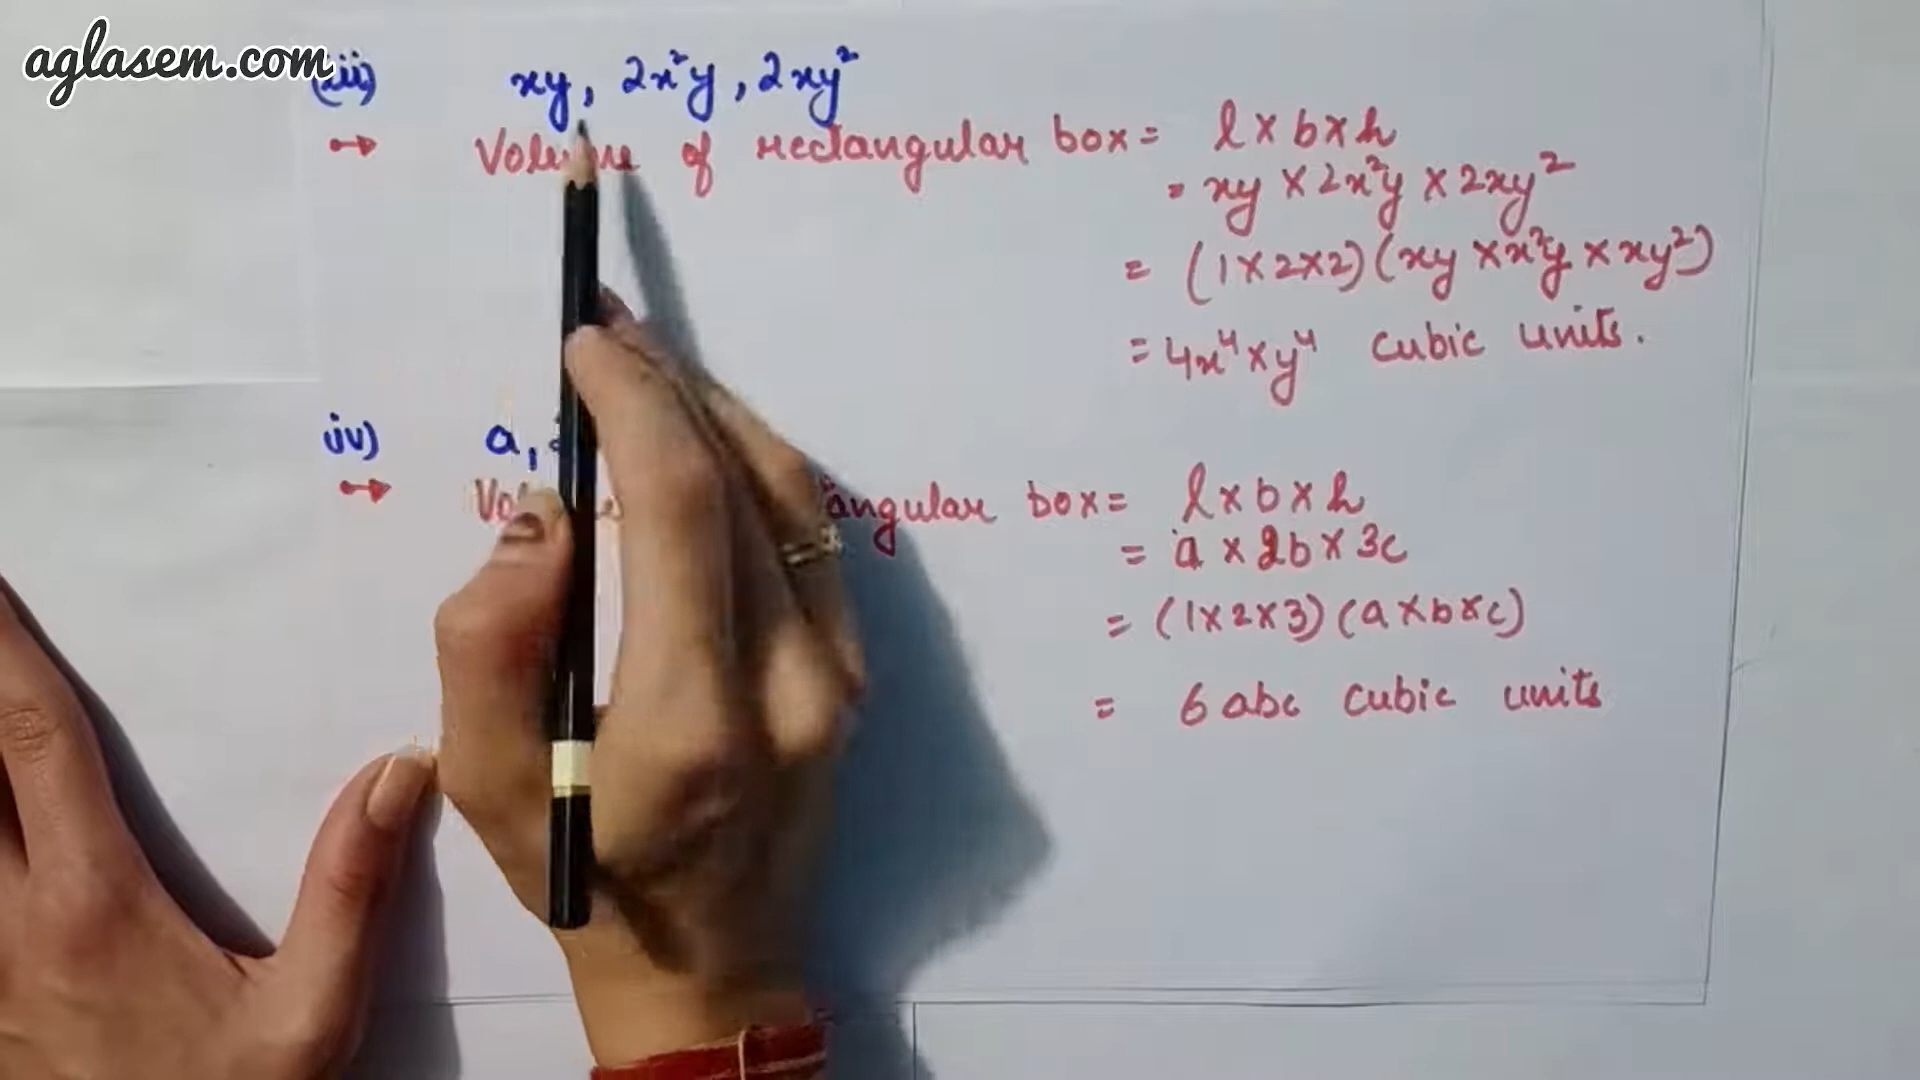 aglasem.com
(iii) xy, 2x²y, 2xy²
→ Volume of rectangular box = l × b × h
= xy × 2x²y × 2xy²
= (1×2×2)(xy × x²y × xy²)
= 4x⁴ × y⁴ cubic units.
iv) a,
→ angular box = l × b × h
= a × 2b × 3c
= (1×2×3)(a×b×c)
= 6abc cubic units